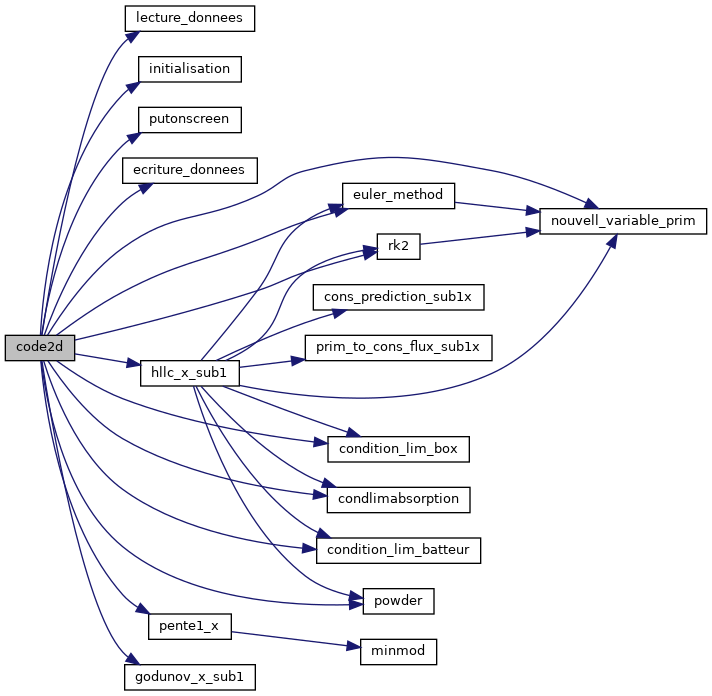 lecture_donnees
initialisation
putonscreen
ecriture_donnees
euler_method
nouvell_variable_prim
rk2
cons_prediction_sub1x
code2d
prim_to_cons_flux_sub1x
hllc_x_sub1
condition_lim_box
condlimabsorption
condition_lim_batteur
powder
pente1_x
minmod
godunov_x_sub1